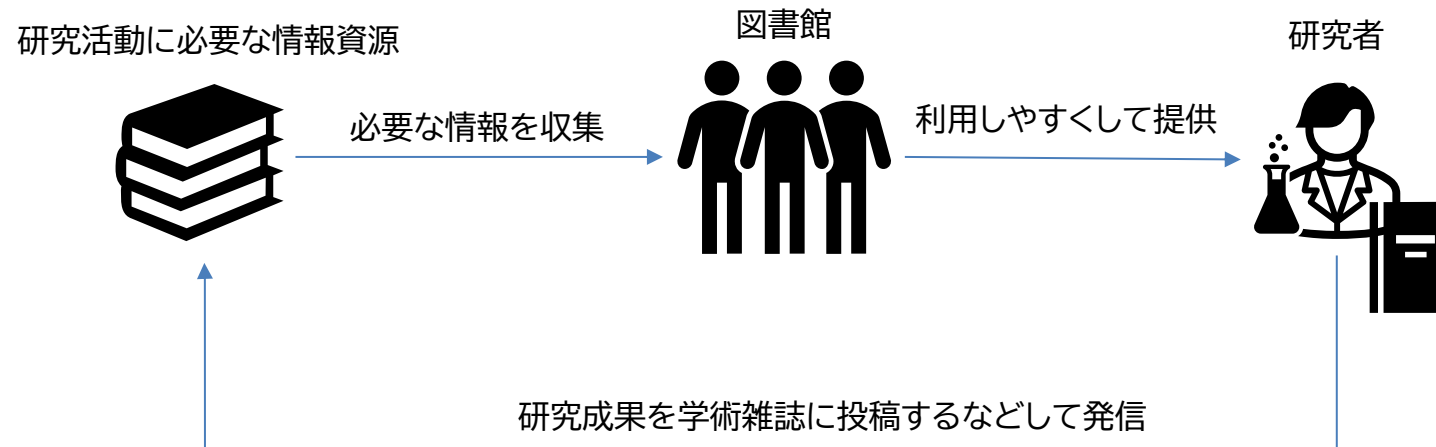 研究活動に必要な情報資源
図書館
研究者
必要な情報を収集
利用しやすくして提供
研究成果を学術雑誌に投稿するなどして発信